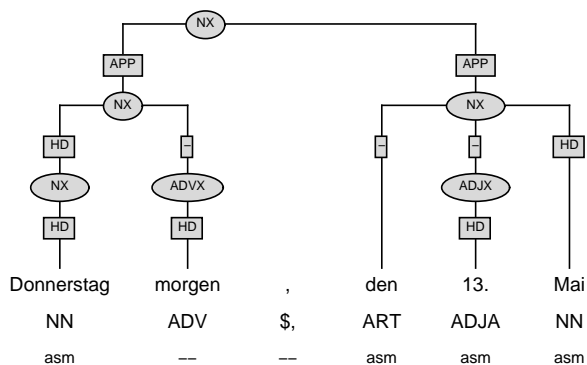 NX
APP APP
NX NX
HD – – – HD
NX ADVX ADJX
HD HD HD
Donnerstag morgen , den 13. Mai
NN ADV $, ART ADJA NN
asm –– –– asm asm asm